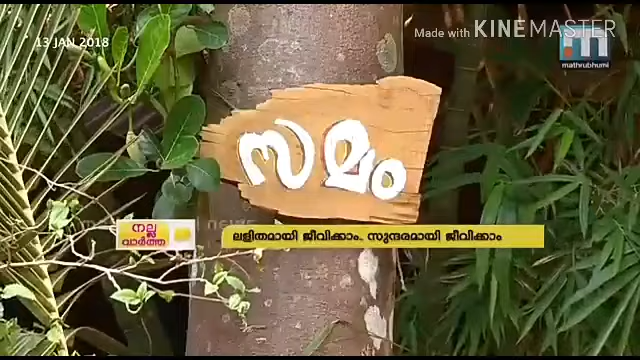 13 JAN 2018
Made with KINEMASTER
mathrubhumi
സമം
നല്ല
വാർത്ത
ലളിതമായി ജീവിക്കാം. സുന്ദരമായി ജീവിക്കാം